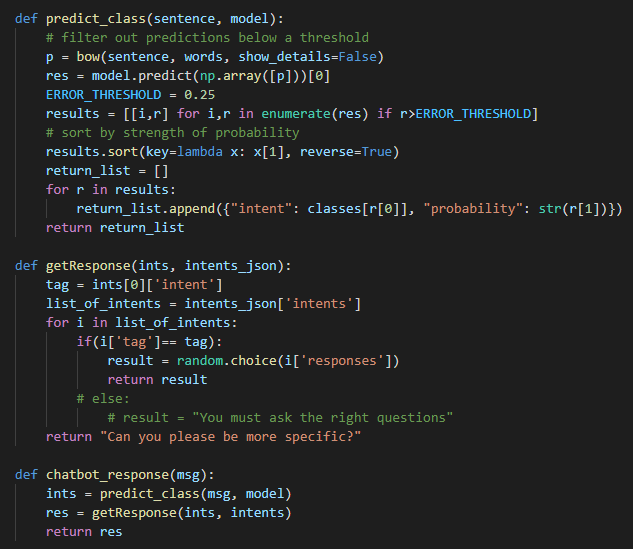 def predict_class(sentence, model):
    # filter out predictions below a threshold
    p = bow(sentence, words, show_details=False)
    res = model.predict(np.array([p]))[0]
    ERROR_THRESHOLD = 0.25
    results = [[i,r] for i,r in enumerate(res) if r>ERROR_THRESHOLD]
    # sort by strength of probability
    results.sort(key=lambda x: x[1], reverse=True)
    return_list = []
    for r in results:
        return_list.append({"intent": classes[r[0]], "probability": str(r[1])})
    return return_list

def getResponse(ints, intents_json):
    tag = ints[0]['intent']
    list_of_intents = intents_json['intents']
    for i in list_of_intents:
        if(i['tag']== tag):
            result = random.choice(i['responses'])
            return result
        # else:
            # result = "You must ask the right questions"
    return "Can you please be more specific?"

def chatbot_response(msg):
    ints = predict_class(msg, model)
    res = getResponse(ints, intents)
    return res